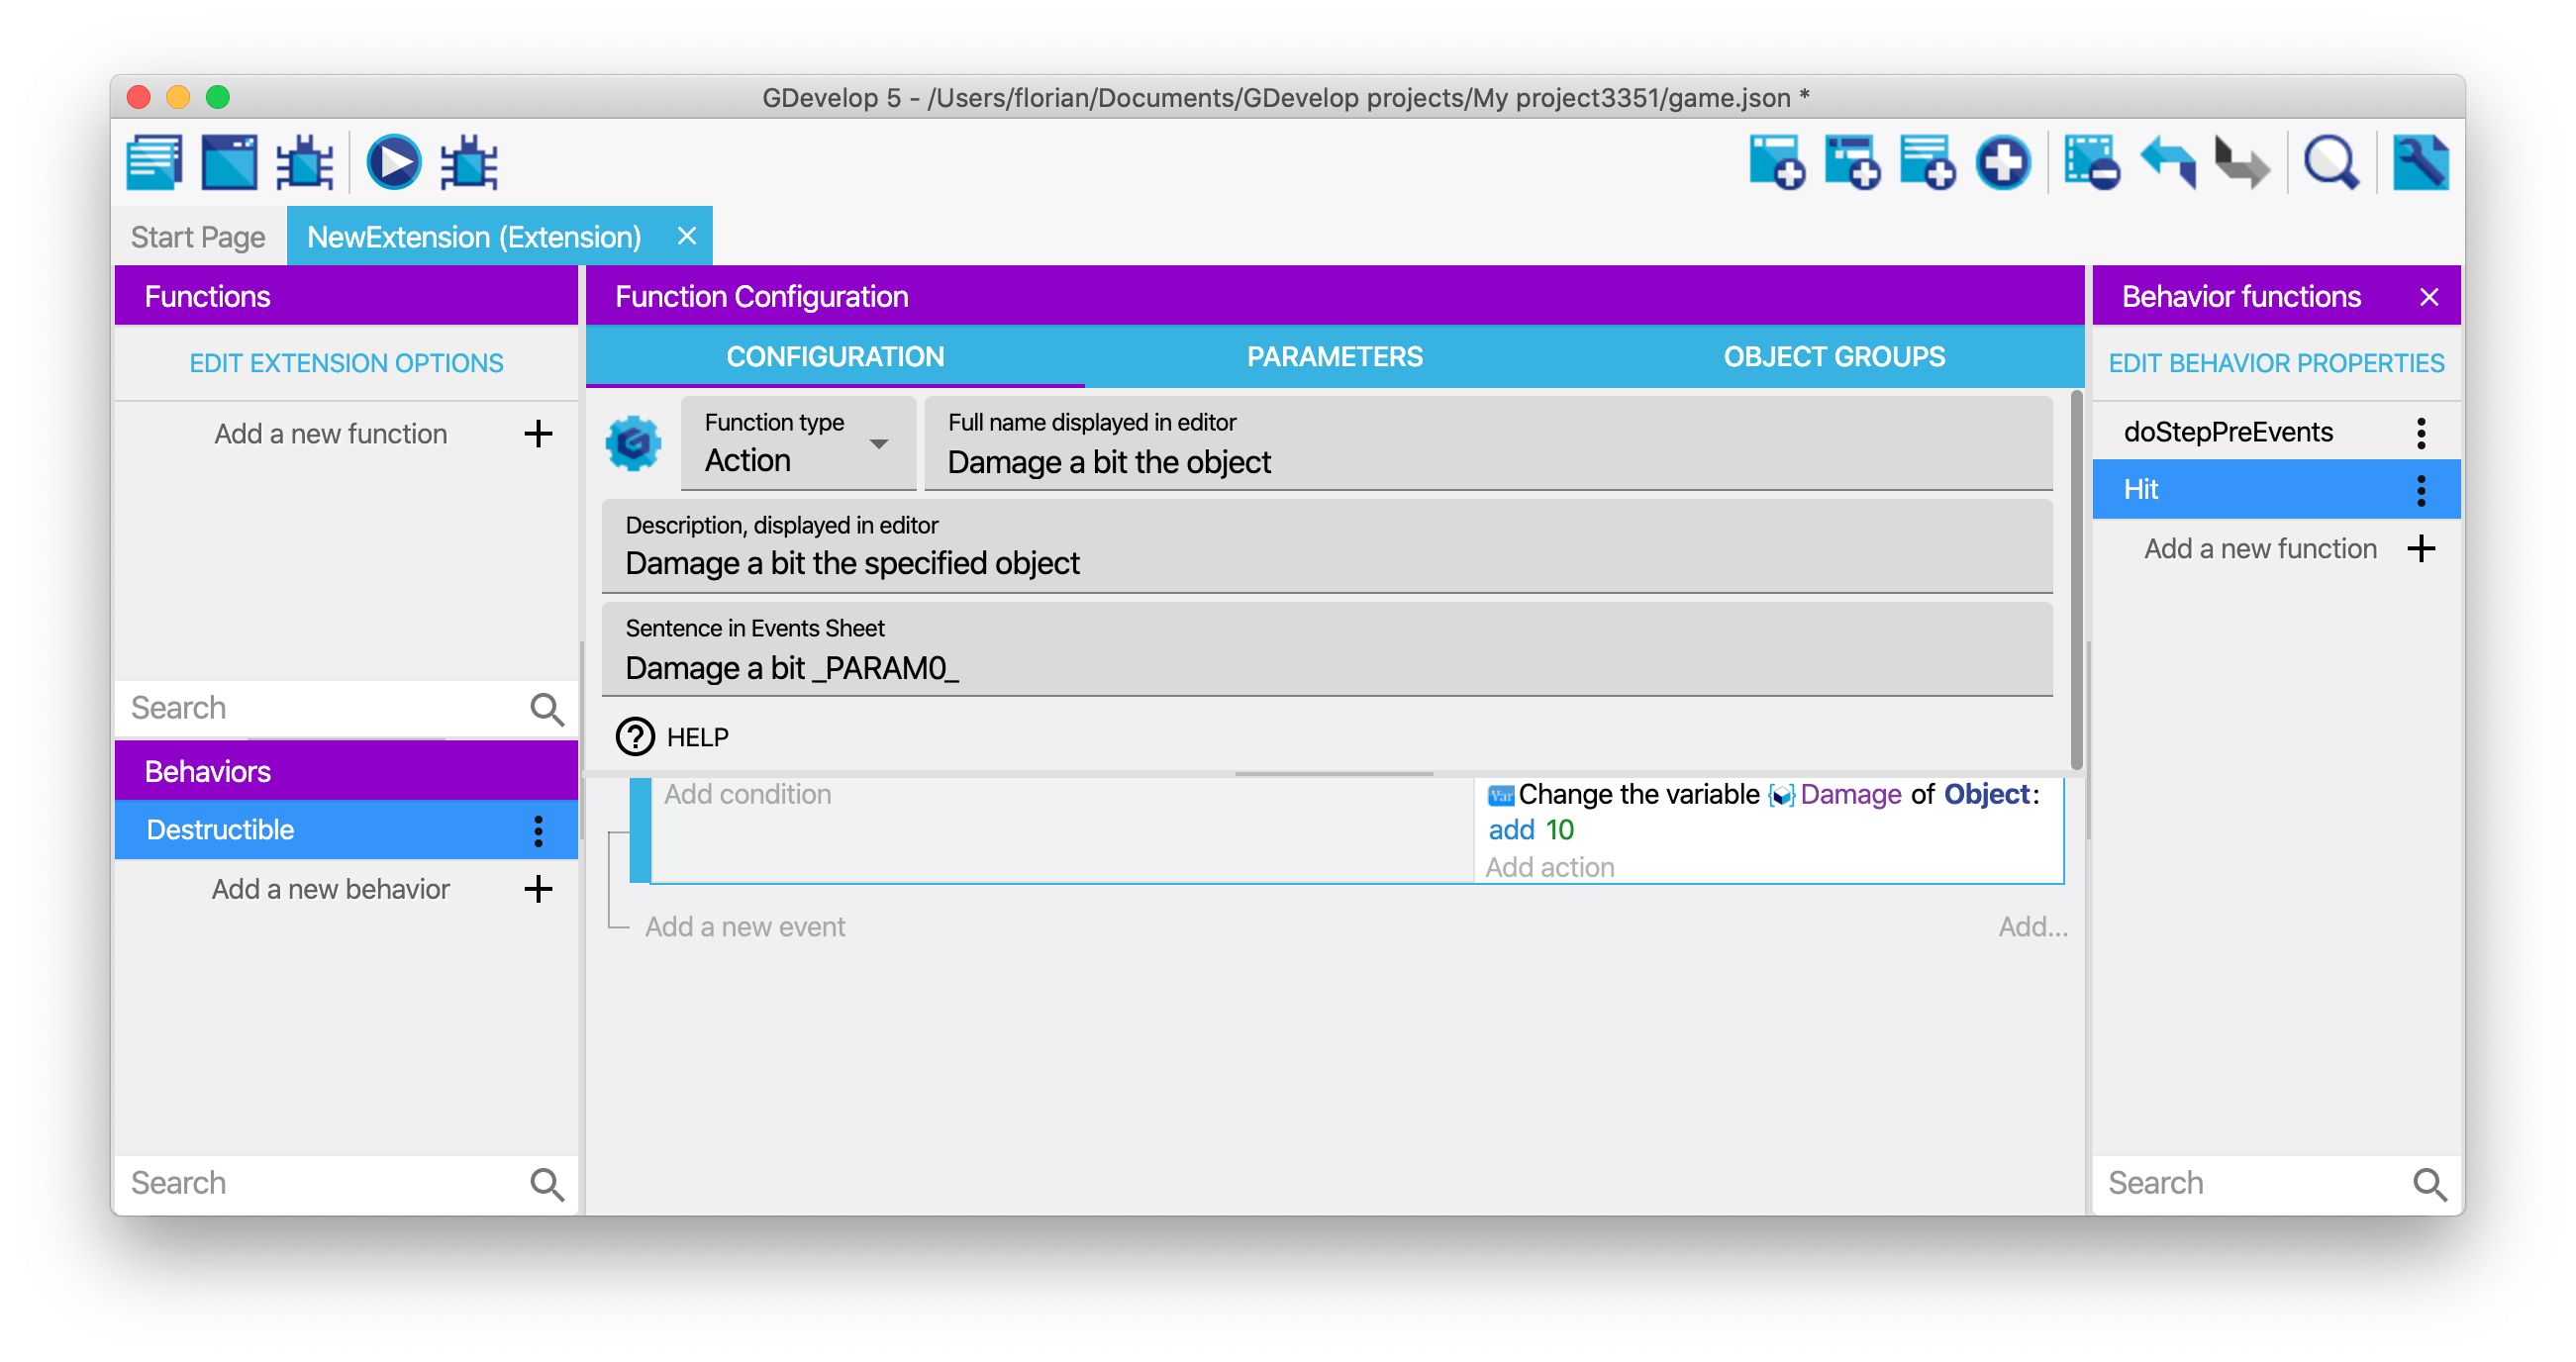 GDevelop 5 - /Users/florian/Documents/GDevelop projects/My project3351/game.json *
Start Page
NewExtension (Extension)
Functions
EDIT EXTENSION OPTIONS
Add a new function
Search
Behaviors
Destructible
Add a new behavior
Search
Function Configuration
CONFIGURATION
PARAMETERS
OBJECT GROUPS
Function type
Action
Full name displayed in editor
Damage a bit the object
Description, displayed in editor
Damage a bit the specified object
Sentence in Events Sheet
Damage a bit _PARAM0_
HELP
Add condition
Var Change the variable Damage of Object:
add 10
Add action
Add a new event
Add...
Behavior functions
EDIT BEHAVIOR PROPERTIES
doStepPreEvents
Hit
Add a new function
Search